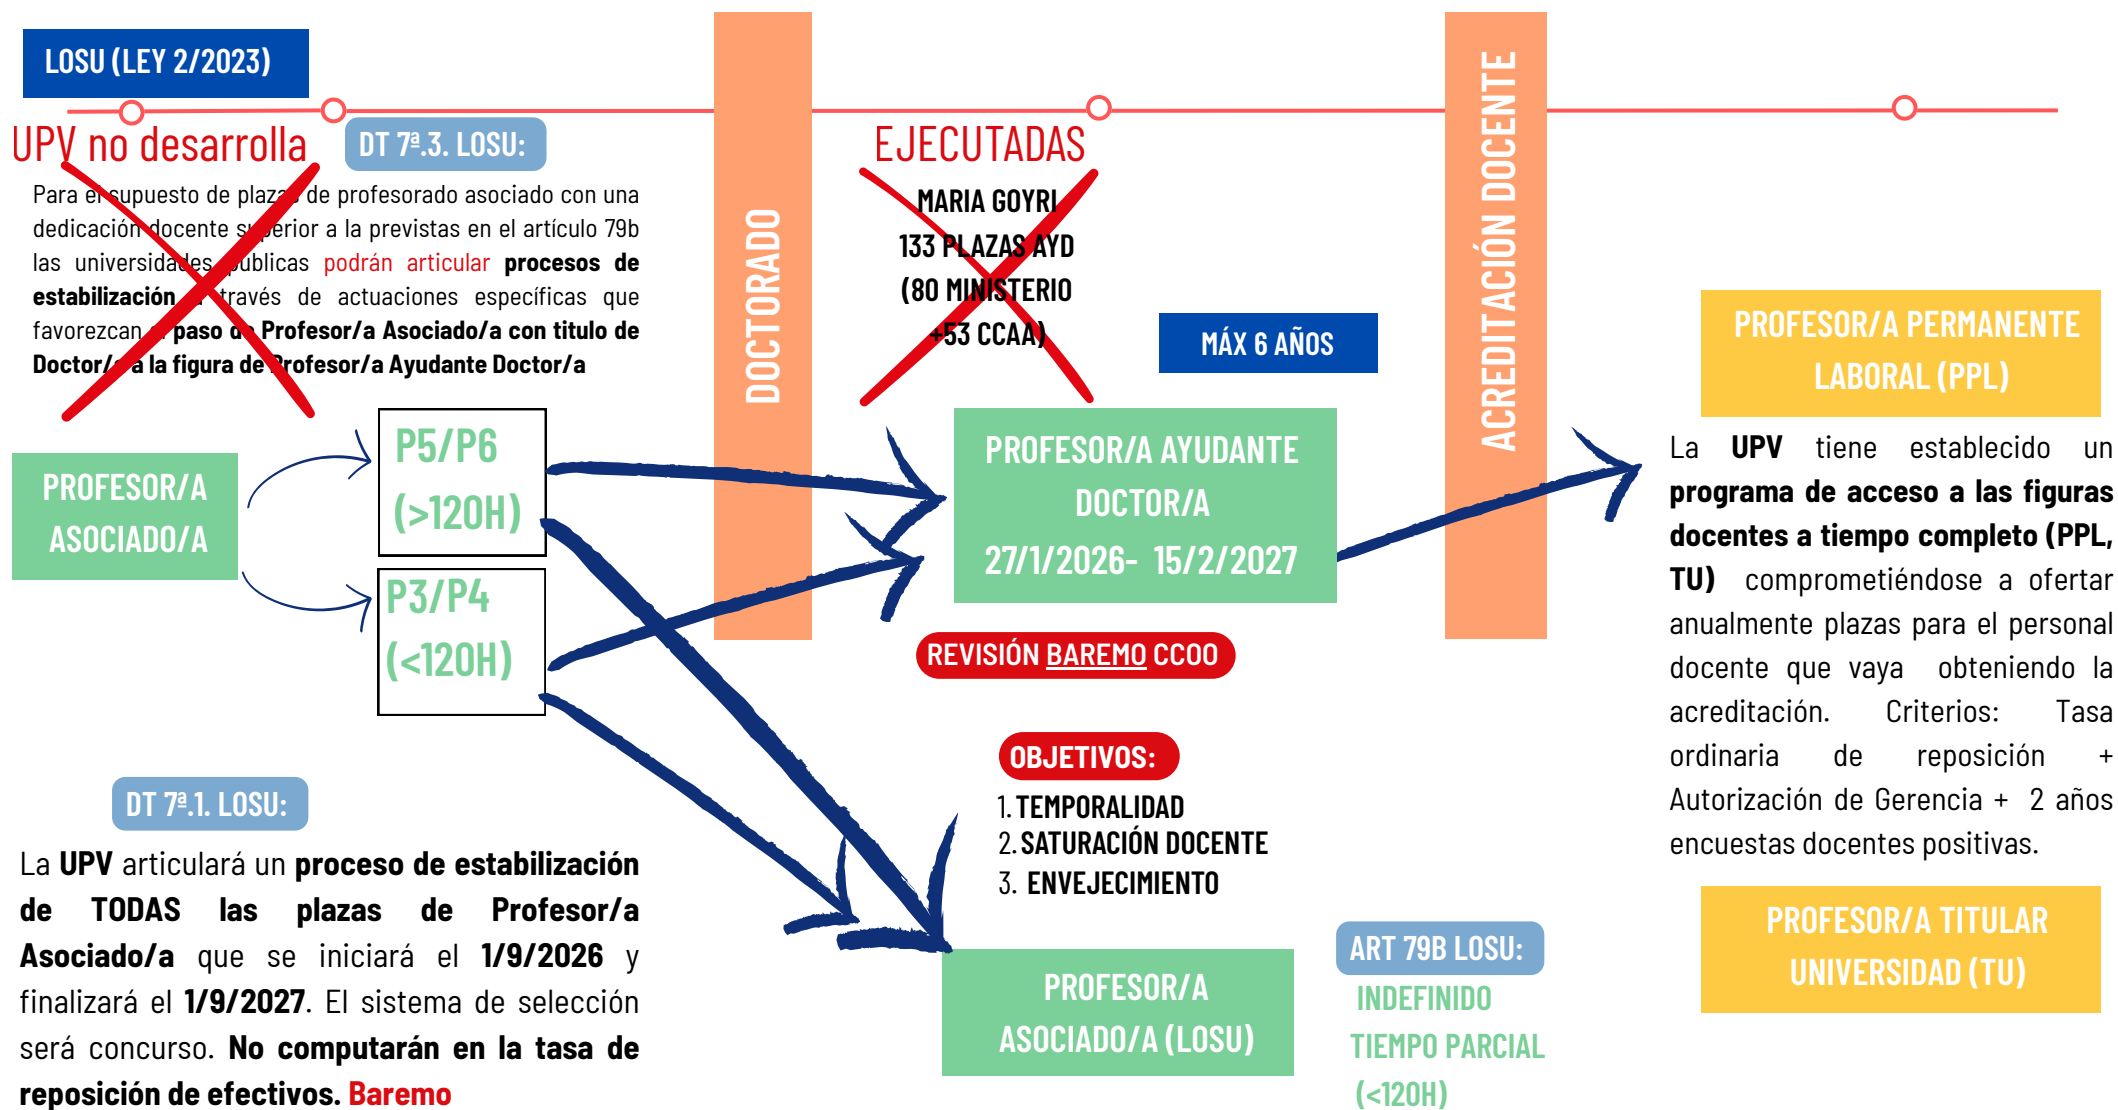 LOSU (LEY 2/2023)
UPV no desarrolla
DT 7ª.3. LOSU:
Para el supuesto de plazas de profesorado asociado con una
dedicación docente superior a la previstas en el artículo 79b
las universidades públicas podrán articular procesos de
estabilización a través de actuaciones específicas que
favorezcan el paso de Profesor/a Asociado/a con titulo de
Doctor/a a la figura de Profesor/a Ayudante Doctor/a
PROFESOR/A
ASOCIADO/A
P5/P6
(>120H)
P3/P4
(<120H)
DT 7ª.1. LOSU:
La UPV articulará un proceso de estabilización
de TODAS las plazas de Profesor/a
Asociado/a que se iniciará el 1/9/2026 y
finalizará el 1/9/2027. El sistema de selección
será concurso. No computarán en la tasa de
reposición de efectivos. Baremo
DOCTORADO
EJECUTADAS
MARIA GOYRI
133 PLAZAS AYD
(80 MINISTERIO
+53 CCAA)
MÁX 6 AÑOS
PROFESOR/A AYUDANTE
DOCTOR/A
27/1/2026- 15/2/2027
REVISIÓN BAREMO CCOO
OBJETIVOS:
1. TEMPORALIDAD
2. SATURACIÓN DOCENTE
3. ENVEJECIMIENTO
PROFESOR/A
ASOCIADO/A (LOSU)
ART 79B LOSU:
INDEFINIDO
TIEMPO PARCIAL
(<120H)
ACREDITACIÓN DOCENTE
PROFESOR/A PERMANENTE
LABORAL (PPL)
La UPV tiene establecido un
programa de acceso a las figuras
docentes a tiempo completo (PPL,
TU) comprometiéndose a ofertar
anualmente plazas para el personal
docente que vaya obteniendo la
acreditación. Criterios: Tasa
ordinaria de reposición +
Autorización de Gerencia + 2 años
encuestas docentes positivas.
PROFESOR/A TITULAR
UNIVERSIDAD (TU)